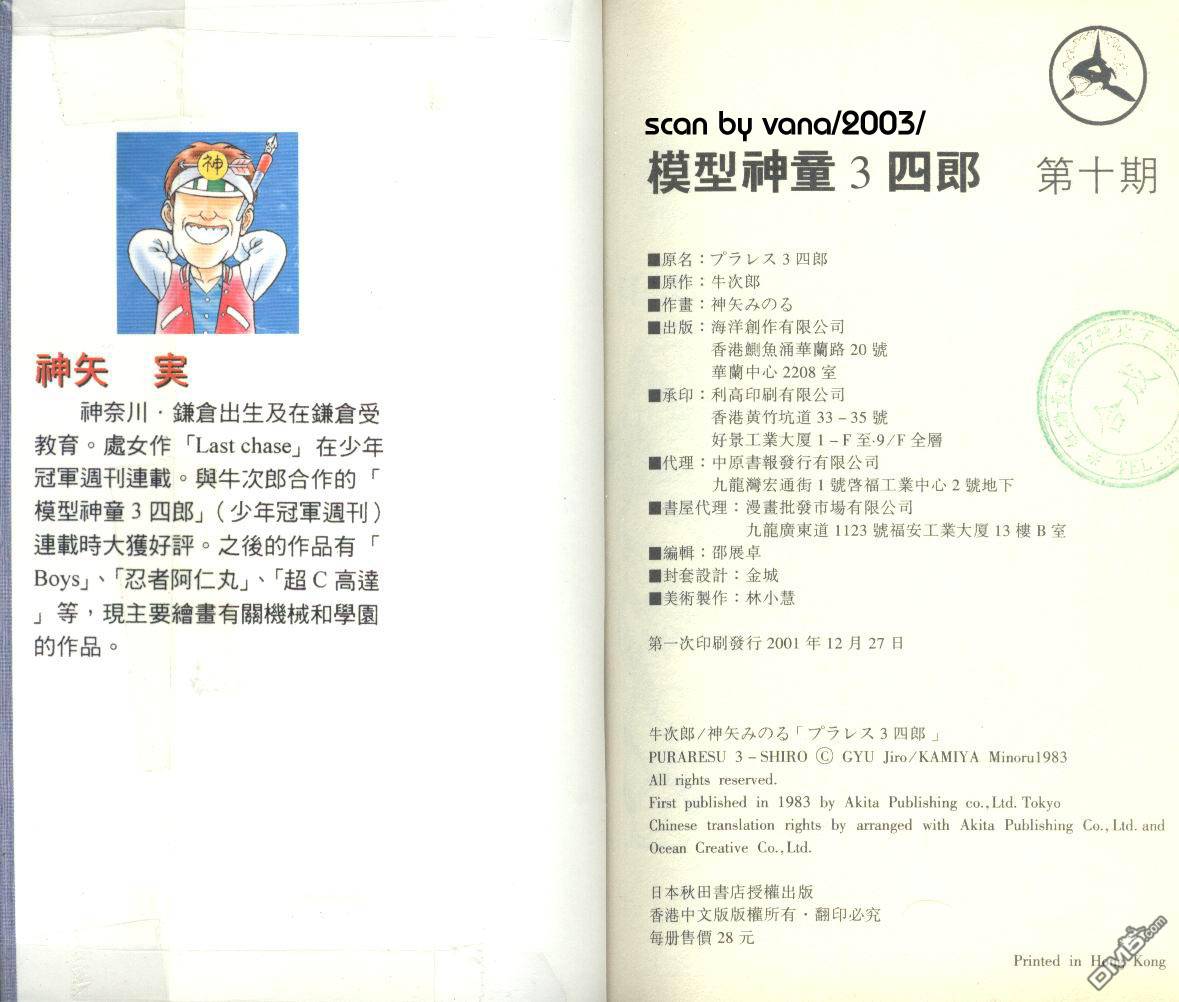 神
神矢 実
神奈川・鎌倉出生及在鎌倉受
教育。處女作「Last chase」在少年
冠軍週刊連載。與牛次郎合作的「
模型神童3四郎」（少年冠軍週刊）
連載時大獲好評。之後的作品有「
Boys」、「忍者阿仁丸」、「超C高達
」等，現主要繪畫有關機械和學園
的作品。
scan by vana/2003/
模型神童 3 四郎 第十期
■原名：プラレス3四郎
■原作：牛次郎
■作畫：神矢みのる
■出版：海洋創作有限公司
香港鰂魚涌華蘭路20號
華蘭中心2208室
■承印：利高印刷有限公司
香港黃竹坑道33－35號
好景工業大厦1－F至·9/F全層
■代理：中原書報發行有限公司
九龍灣宏通街1號啓福工業中心2號地下
■書屋代理：漫畫批發市場有限公司
九龍廣東道1123號福安工業大厦13樓B室
■編輯：邵展卓
■封套設計：金城
■美術製作：林小慧
第一次印刷發行2001年12月27日
牛次郎/神矢みのる「プラレス3四郎」
PURARESU 3－SHIRO Ⓒ GYU Jiro/KAMIYA Minoru1983
All rights reserved.
First published in 1983 by Akita Publishing co.,Ltd. Tokyo
Chinese translation rights by arranged with Akita Publishing Co.,Ltd. and
Ocean Creative Co.,Ltd.
日本秋田書店授權出版
香港中文版版權所有・翻印必究
每册售價28元
Printed in Hong Kong
DM5.com
TEL: